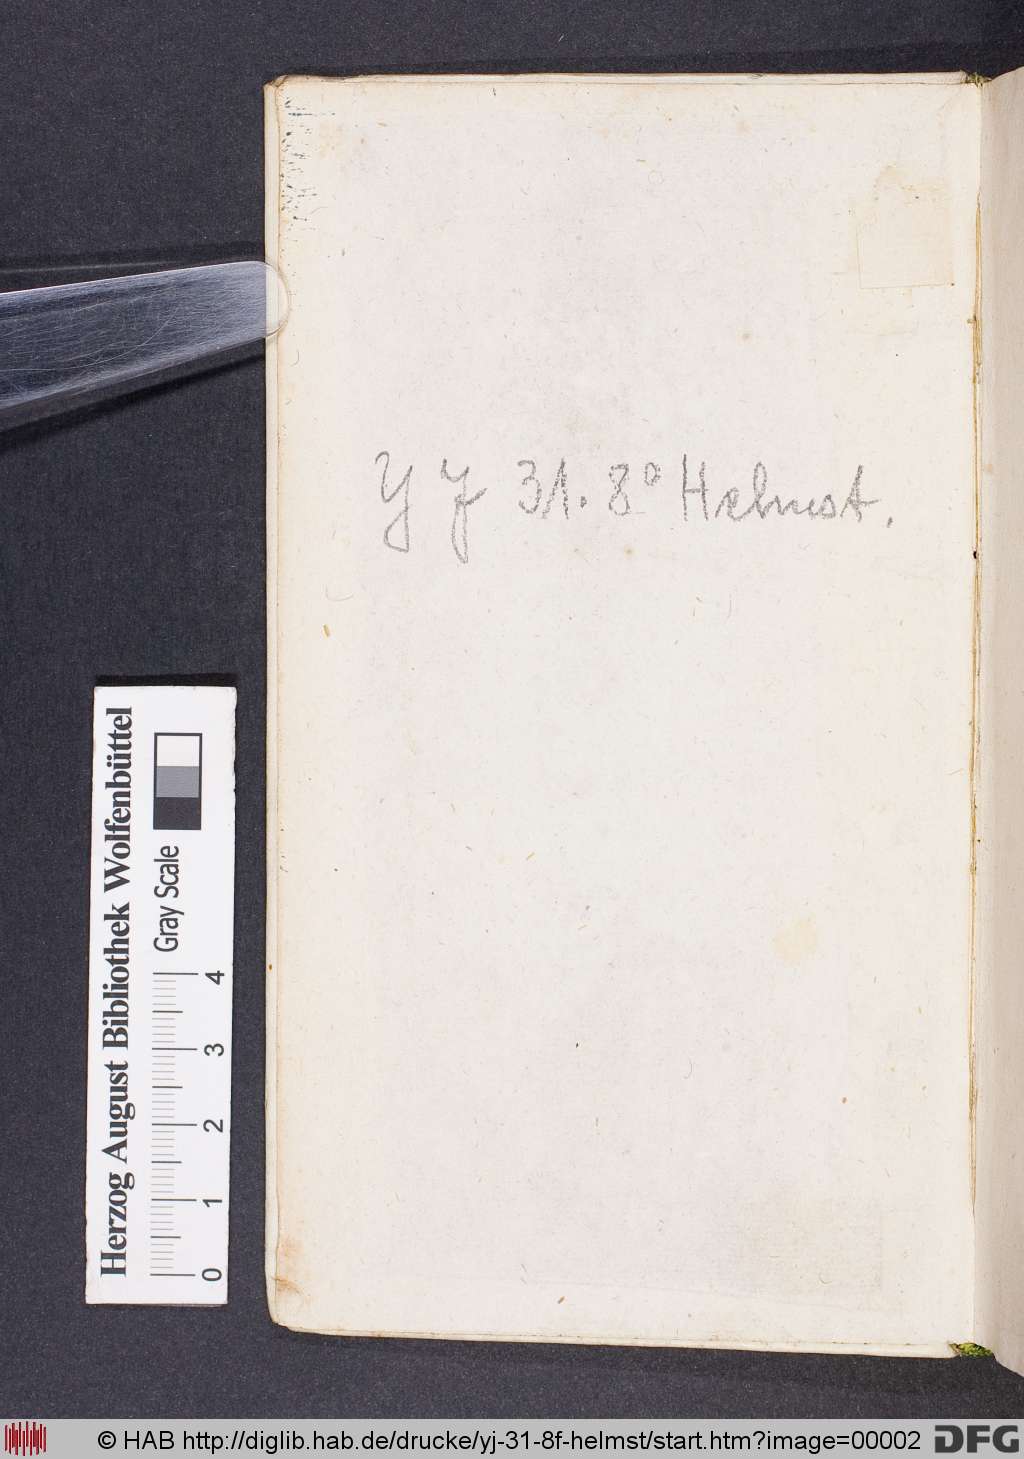 Y J 31. 8° Helmst.
Herzog August Bibliothek Wolfenbüttel
Gray Scale
0 1 2 3 4
© HAB http://diglib.hab.de/drucke/yj-31-8f-helmst/start.htm?image=00002
DFG